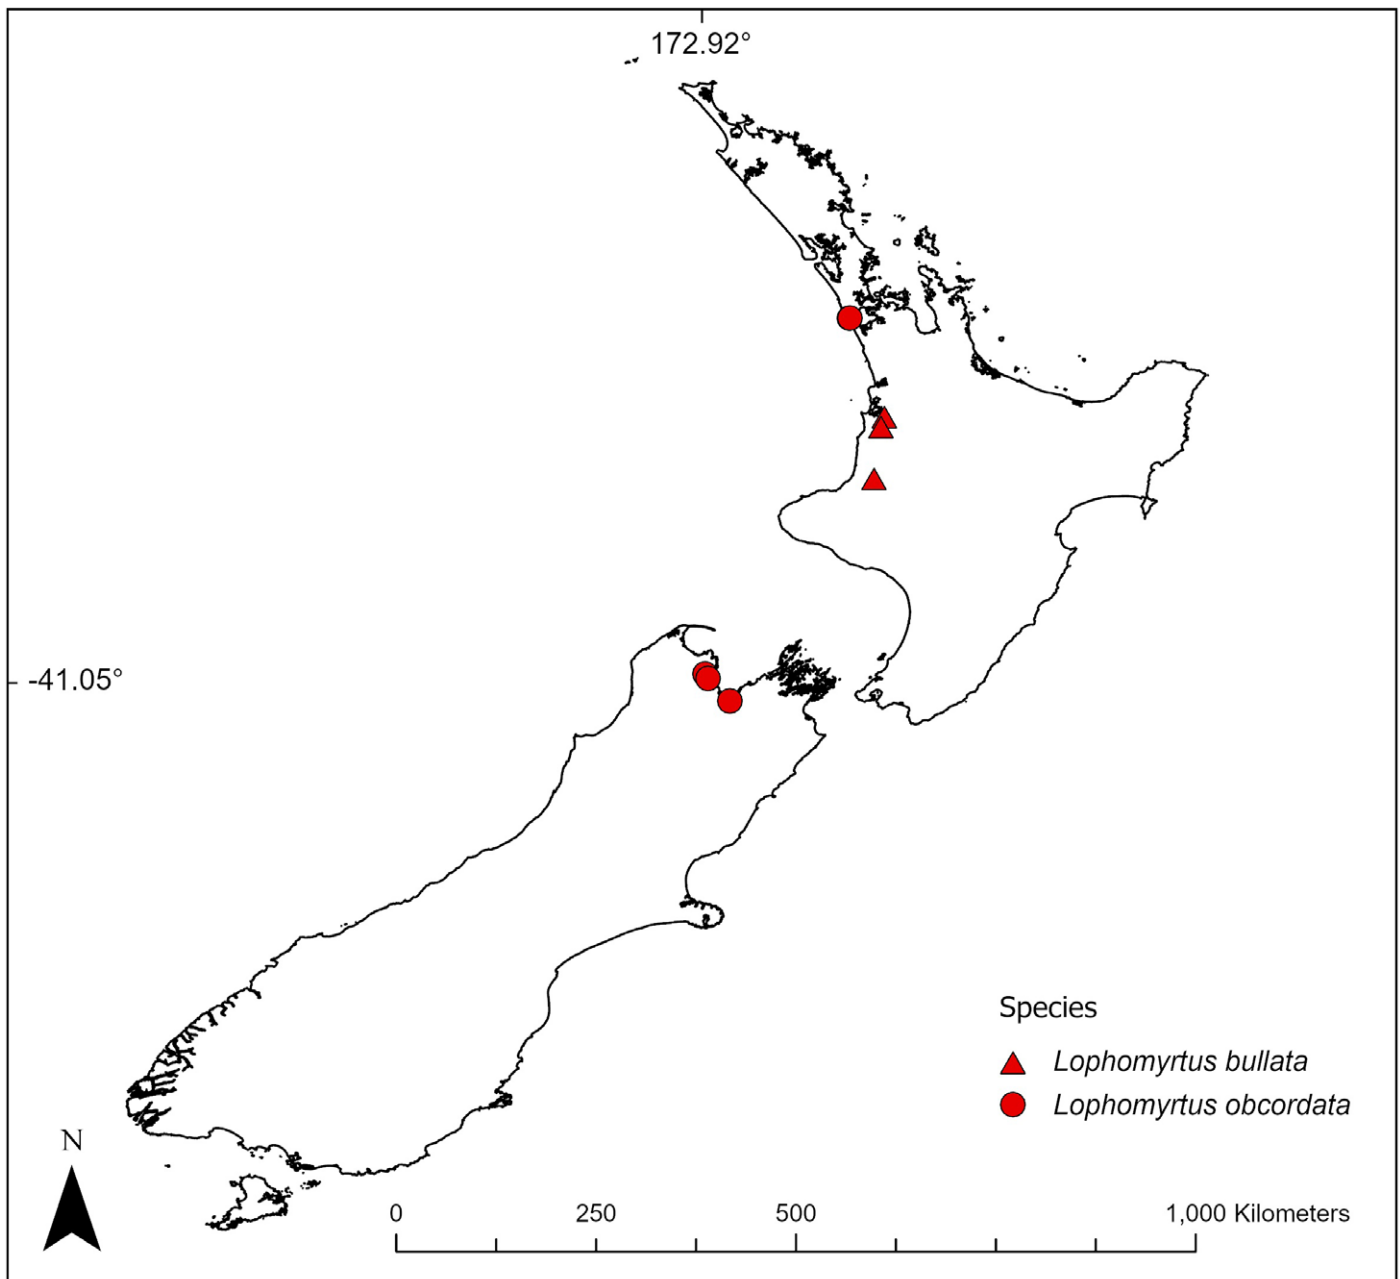 172.92°
-41.05°
Species
Lophomyrtus bullata
Lophomyrtus obcordata
N
0 250 500 1,000 Kilometers